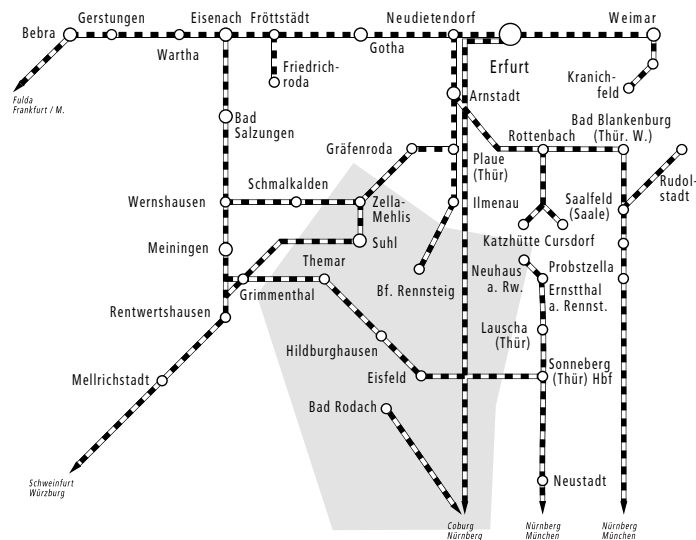 Gerstungen
Eisenach
Fröttstädt
Neudietendorf
Weimar
Bebra
Wartha
Gotha
Erfurt
Friedrich-
roda
Kranich-
feld
Fulda
Frankfurt / M.
Arnstadt
Bad
Salzungen
Bad Blankenburg
(Thür. W.)
Rottenbach
Gräfenroda
Plaue
(Thür)
Schmalkalden
Rudol-
stadt
Wernshausen
Zella-
Mehlis
Ilmenau
Saalfeld
(Saale)
Suhl
Katzhütte Cursdorf
Meiningen
Themar
Neuhaus
a. Rw.
Probstzella
Bf. Rennsteig
Grimmenthal
Ernstthal
a. Rennst.
Rentwertshausen
Lauscha
(Thür)
Hildburghausen
Mellrichstadt
Eisfeld
Sonneberg
(Thür) Hbf
Bad Rodach
Neustadt
Schweinfurt
Würzburg
Coburg
Nürnberg
Nürnberg
München
Nürnberg
München